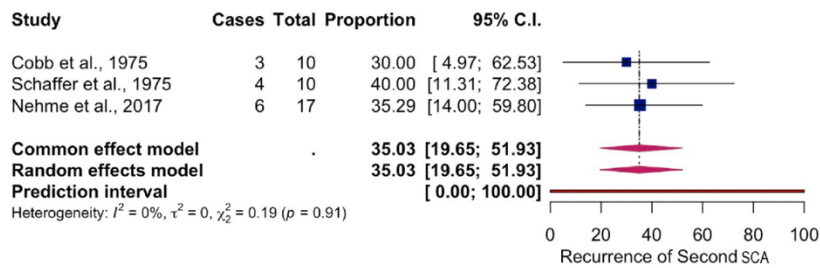 Study Cases Total Proportion 95% C.I.
Cobb et al., 1975 3 10 30.00 [ 4.97; 62.53]
Schaffer et al., 1975 4 10 40.00 [11.31; 72.38]
Nehme et al., 2017 6 17 35.29 [14.00; 59.80]
Common effect model . 35.03 [19.65; 51.93]
Random effects model 35.03 [19.65; 51.93]
Prediction interval [ 0.00; 100.00]
Heterogeneity: I² = 0%, τ² = 0, χ²₂ = 0.19 (p = 0.91)
0 20 40 60 80 100
Recurrence of Second SCA